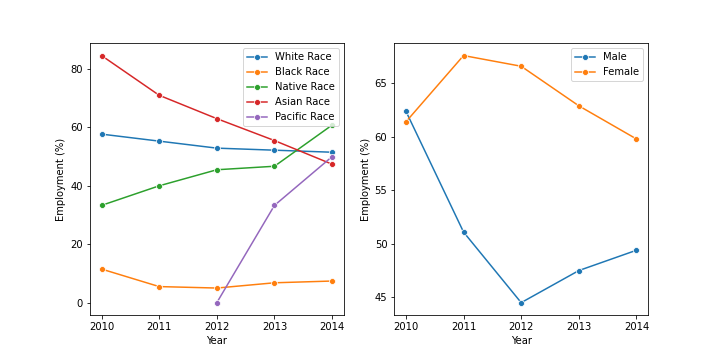 80
60
40
20
0
Employment (%)
2010 2011 2012 2013 2014
Year
White Race
Black Race
Native Race
Asian Race
Pacific Race
65
60
55
50
45
Employment (%)
2010 2011 2012 2013 2014
Year
Male
Female